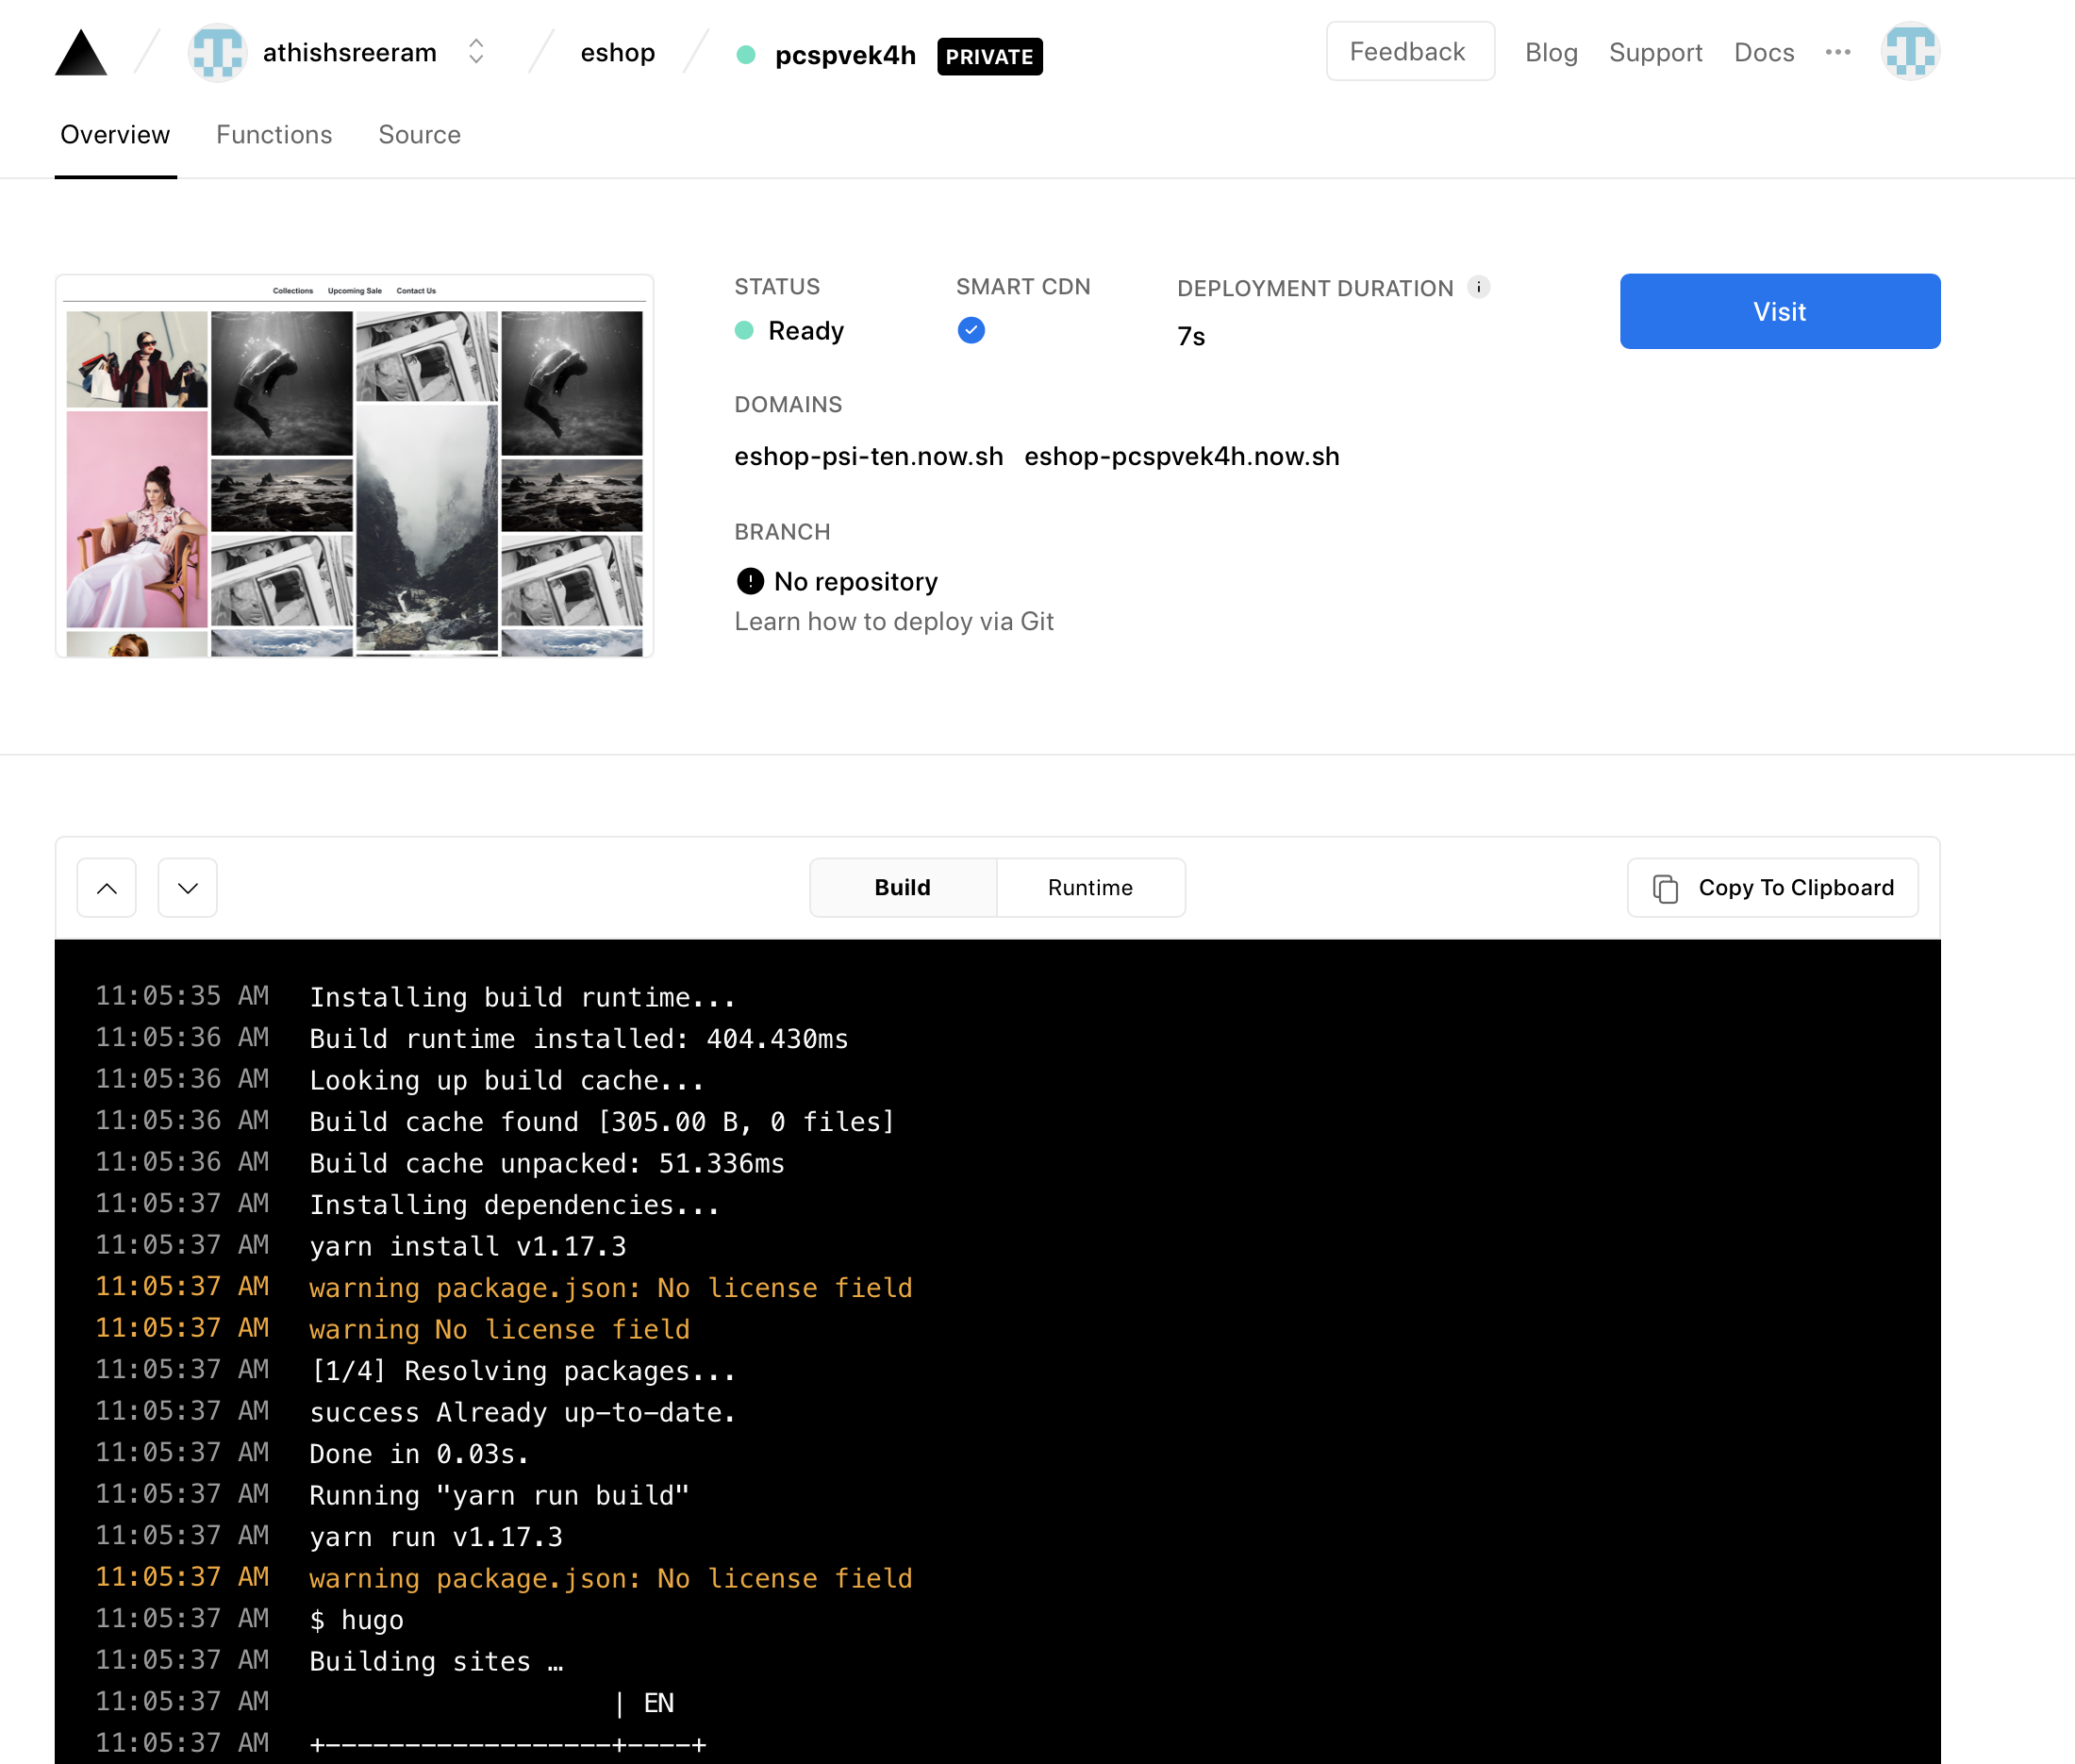 athishsreeram eshop pcspvek4h PRIVATE Feedback Blog Support Docs
Overview Functions Source
Collections Upcoming Sale Contact Us
STATUS SMART CDN DEPLOYMENT DURATION i
Ready 7s
Visit
DOMAINS
eshop-psi-ten.now.sh eshop-pcspvek4h.now.sh
BRANCH
No repository
Learn how to deploy via Git
Build Runtime Copy To Clipboard
11:05:35 AM Installing build runtime...
11:05:36 AM Build runtime installed: 404.430ms
11:05:36 AM Looking up build cache...
11:05:36 AM Build cache found [305.00 B, 0 files]
11:05:36 AM Build cache unpacked: 51.336ms
11:05:37 AM Installing dependencies...
11:05:37 AM yarn install v1.17.3
11:05:37 AM warning package.json: No license field
11:05:37 AM warning No license field
11:05:37 AM [1/4] Resolving packages...
11:05:37 AM success Already up-to-date.
11:05:37 AM Done in 0.03s.
11:05:37 AM Running "yarn run build"
11:05:37 AM yarn run v1.17.3
11:05:37 AM warning package.json: No license field
11:05:37 AM $ hugo
11:05:37 AM Building sites …
11:05:37 AM | EN
11:05:37 AM +------------------+----+